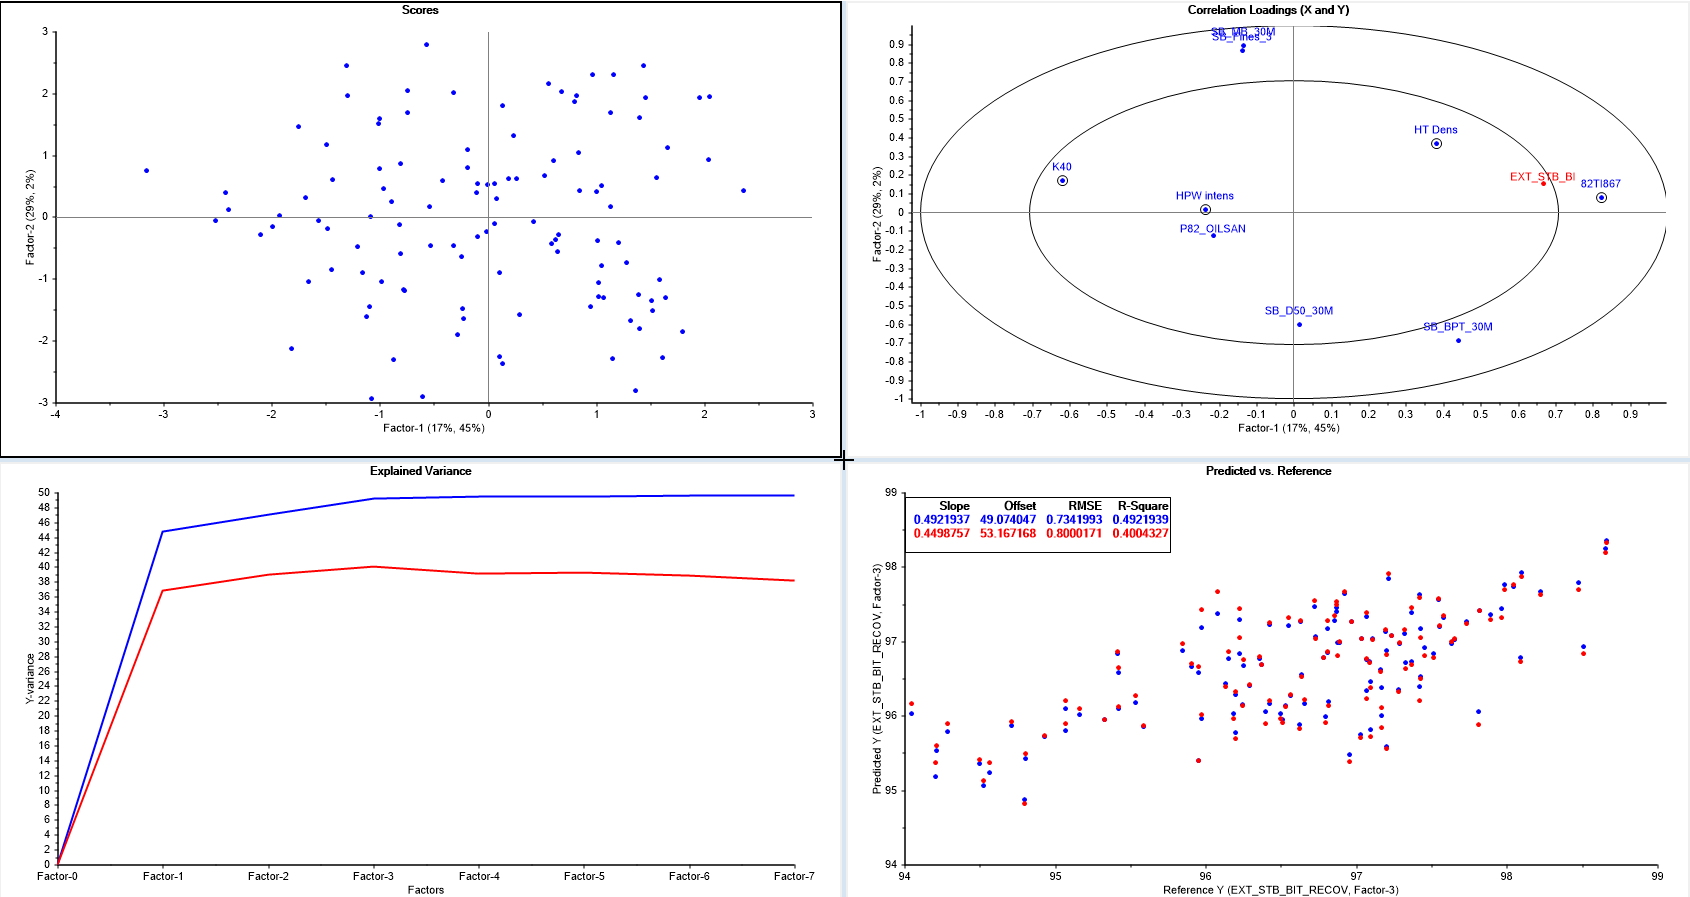 Scores
3
2
1
0
-1
-2
-3
-4
-3
-2
-1
0
1
2
3
Factor-2 (29%, 2%)
Factor-1 (17%, 45%)
Correlation Loadings (X and Y)
0.9
0.8
0.7
0.6
0.5
0.4
0.3
0.2
0.1
0
-0.1
-0.2
-0.3
-0.4
-0.5
-0.6
-0.7
-0.8
-0.9
-1
-1
-0.9
-0.8
-0.7
-0.6
-0.5
-0.4
-0.3
-0.2
-0.1
0
0.1
0.2
0.3
0.4
0.5
0.6
0.7
0.8
0.9
Factor-2 (29%, 2%)
Factor-1 (17%, 45%)
SB_MB_30M
SB_Fines_3
HT Dens
K40
EXT_STB_BI
82TI867
HPW intens
P82_OILSAN
SB_D50_30M
SB_BPT_30M
Explained Variance
50
48
46
44
42
40
38
36
34
32
30
28
26
24
22
20
18
16
14
12
10
8
6
4
2
0
Y-variance
Factor-0
Factor-1
Factor-2
Factor-3
Factor-4
Factor-5
Factor-6
Factor-7
Factors
Predicted vs. Reference
Slope Offset RMSE R-Square
0.4921937 49.074047 0.7341993 0.4921939
0.4498757 53.167168 0.8000171 0.4004327
99
98
97
96
95
94
94
95
96
97
98
99
Predicted Y (EXT_STB_BIT_RECOV, Factor-3)
Reference Y (EXT_STB_BIT_RECOV, Factor-3)